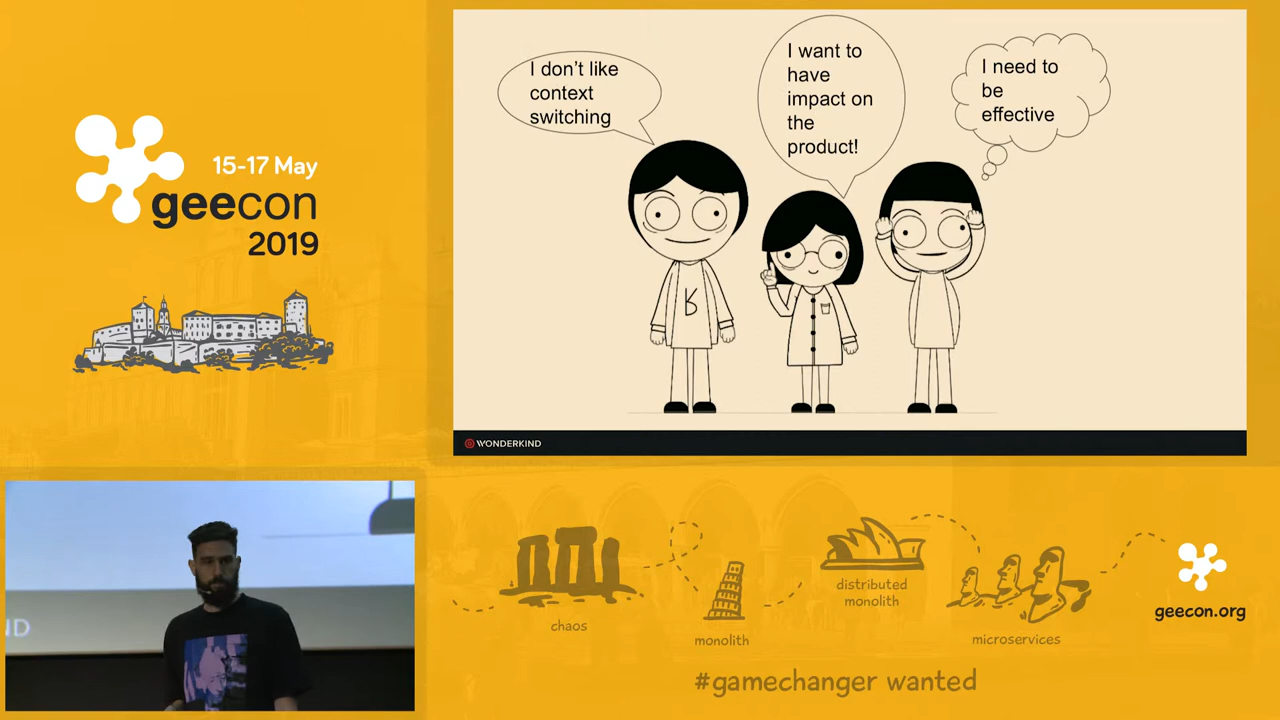 15-17 May
geecon
2019
I don't like
context
switching
I want to
have
impact on
the
product!
I need to
be
effective
WONDERKIND
ND
chaos
monolith
distributed
monolith
microservices
geecon.org
#gamechanger wanted